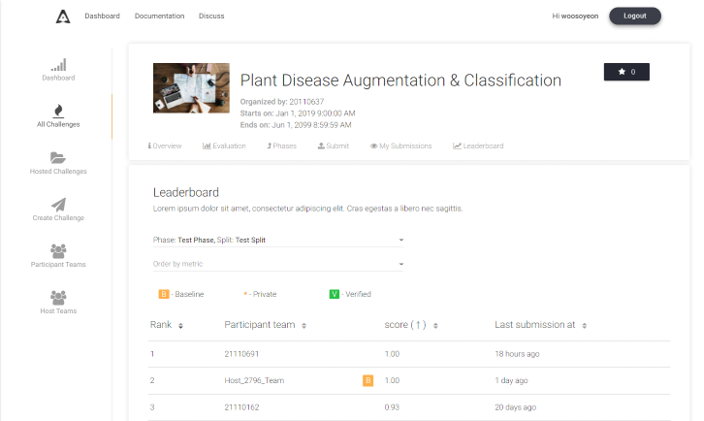 Dashboard Documentation Discuss Hi woosoyeon Logout
Dashboard
All Challenges
Hosted Challenges
Create Challenge
Participant Teams
Host Teams
Plant Disease Augmentation & Classification
0
Organized by: 20110637
Starts on: Jan 1, 2019 9:00:00 AM
Ends on: Jun 1, 2099 8:59:59 AM
Overview Evaluation Phases Submit My Submissions Leaderboard
Leaderboard
Lorem ipsum dolor sit amet, consectetur adipiscing elit. Cras egestas a libero nec sagittis.
Phase: Test Phase, Split: Test Split
Order by metric
B - Baseline * - Private V - Verified
Rank Participant team score ( ↑ ) Last submission at
1 21110691 1.00 18 hours ago
2 Host_2796_Team B 1.00 1 day ago
3 21110162 0.93 20 days ago